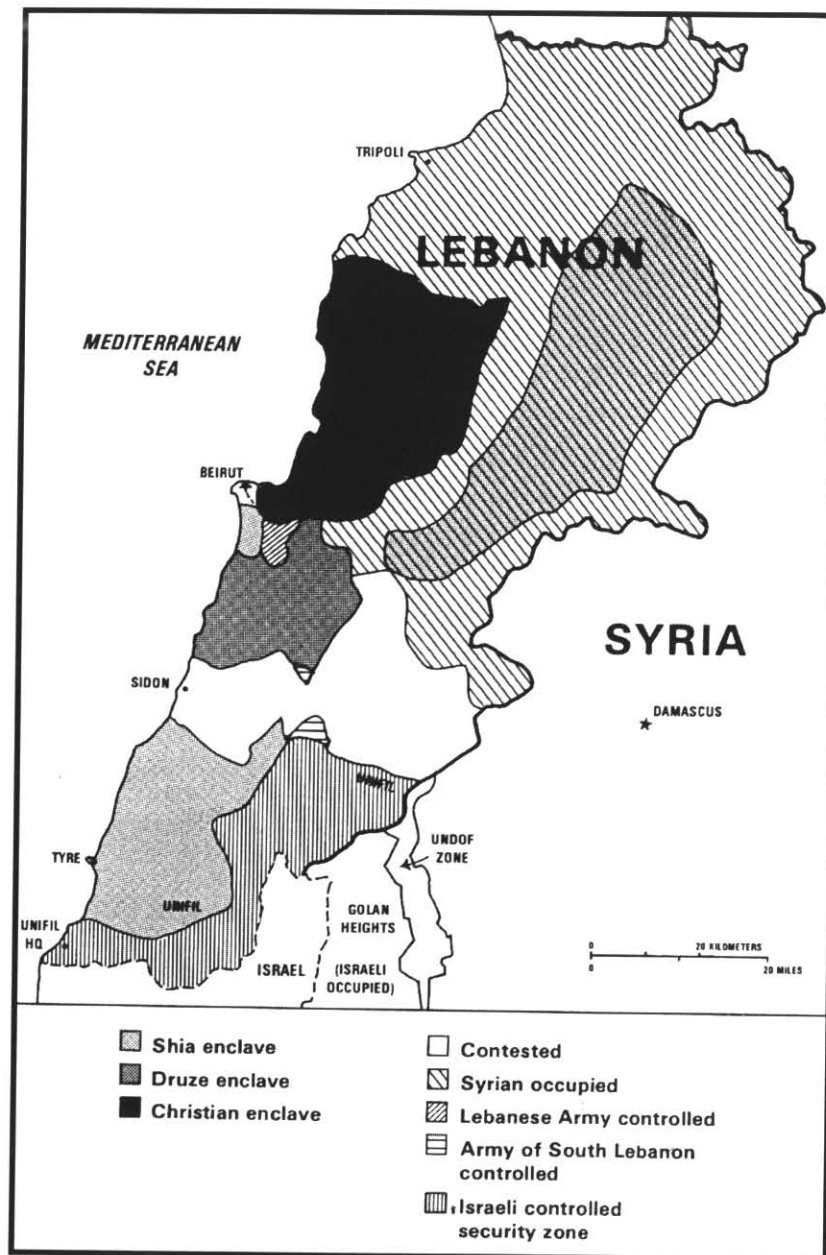 TRIPOLI
LEBANON
MEDITERRANEAN
SEA
BEIRUT
SYRIA
SIDON
DAMASCUS
UNIFIL
UNDOF
ZONE
TYRE
UNIFIL
UNIFIL
HQ
GOLAN
HEIGHTS
ISRAEL
(ISRAELI
OCCUPIED)
0 20 KILOMETERS
0 20 MILES
Shia enclave
Druze enclave
Christian enclave
Contested
Syrian occupied
Lebanese Army controlled
Army of South Lebanon
controlled
Israeli controlled
security zone